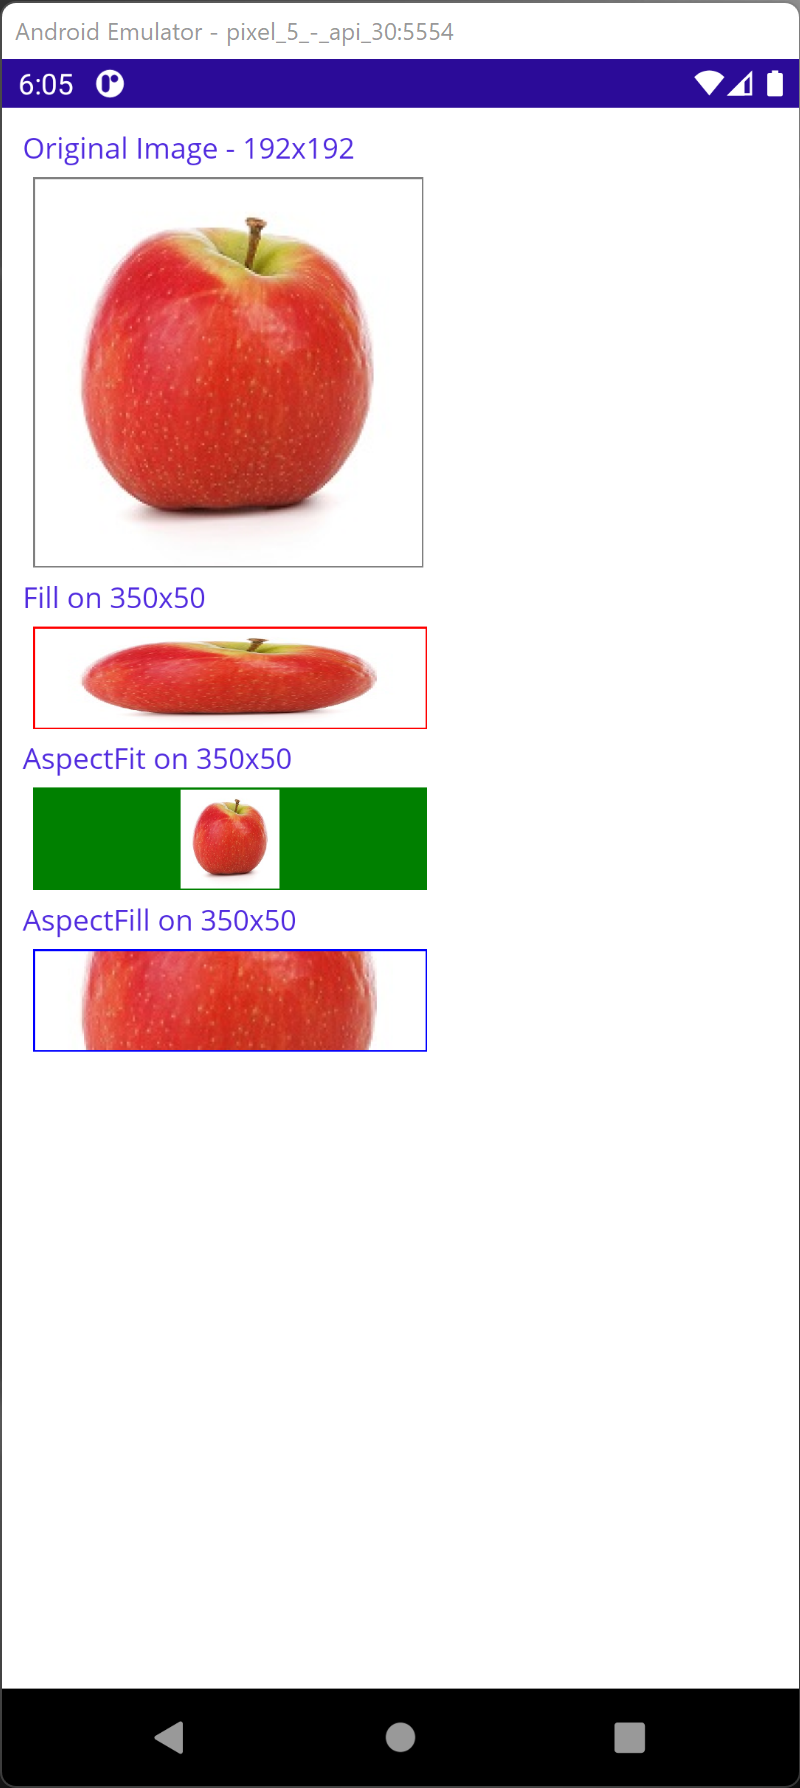 Android Emulator - pixel_5_-_api_30:5554
6:05
Original Image - 192x192
Fill on 350x50
AspectFit on 350x50
AspectFill on 350x50